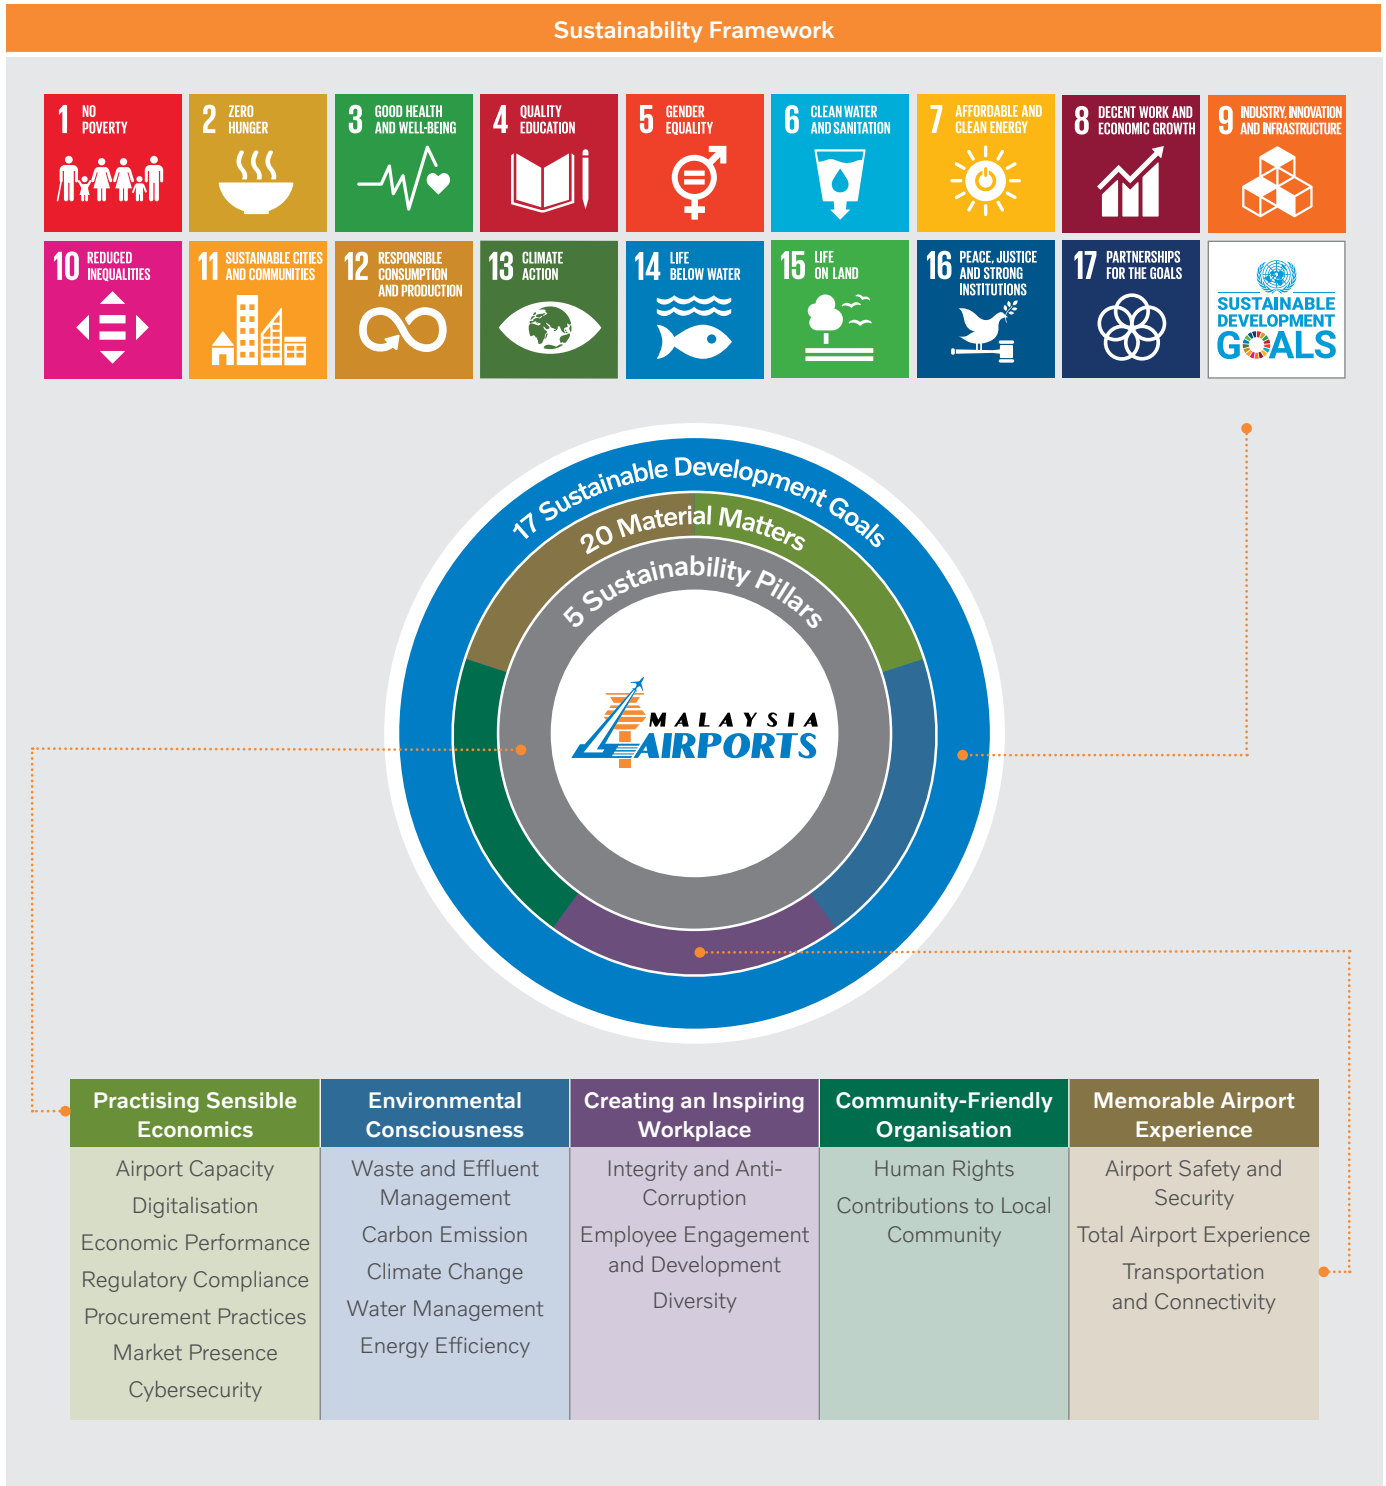 Sustainability Framework
1 NO
POVERTY
2 ZERO
HUNGER
3 GOOD HEALTH
AND WELL-BEING
4 QUALITY
EDUCATION
5 GENDER
EQUALITY
6 CLEAN WATER
AND SANITATION
7 AFFORDABLE AND
CLEAN ENERGY
8 DECENT WORK AND
ECONOMIC GROWTH
9 INDUSTRY, INNOVATION
AND INFRASTRUCTURE
10 REDUCED
INEQUALITIES
11 SUSTAINABLE CITIES
AND COMMUNITIES
12 RESPONSIBLE
CONSUMPTION
AND PRODUCTION
13 CLIMATE
ACTION
14 LIFE
BELOW WATER
15 LIFE
ON LAND
16 PEACE, JUSTICE
AND STRONG
INSTITUTIONS
17 PARTNERSHIPS
FOR THE GOALS
SUSTAINABLE
DEVELOPMENT
GOALS
17 Sustainable Development Goals
20 Material Matters
5 Sustainability Pillars
MALAYSIA
AIRPORTS
Practising Sensible
Economics
Airport Capacity
Digitalisation
Economic Performance
Regulatory Compliance
Procurement Practices
Market Presence
Cybersecurity
Environmental
Consciousness
Waste and Effluent
Management
Carbon Emission
Climate Change
Water Management
Energy Efficiency
Creating an Inspiring
Workplace
Integrity and Anti-
Corruption
Employee Engagement
and Development
Diversity
Community-Friendly
Organisation
Human Rights
Contributions to Local
Community
Memorable Airport
Experience
Airport Safety and
Security
Total Airport Experience
Transportation
and Connectivity